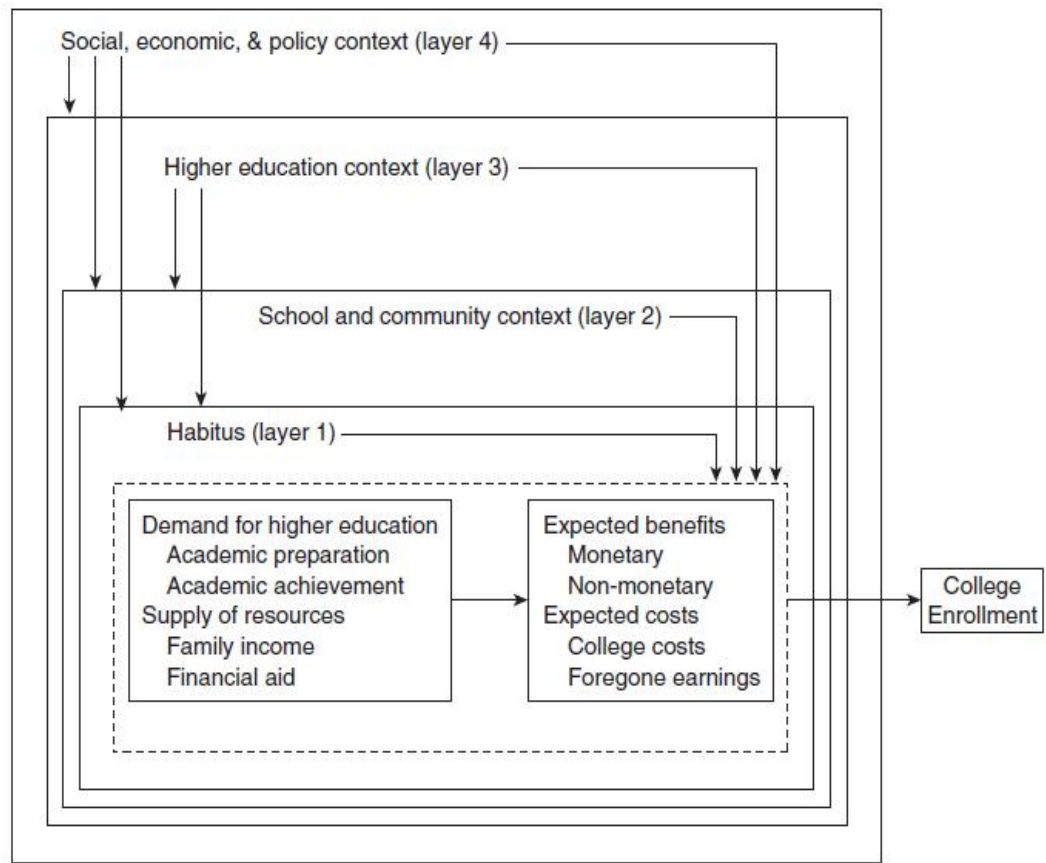 Social, economic, & policy context (layer 4)
Higher education context (layer 3)
School and community context (layer 2)
Habitus (layer 1)
Demand for higher education
Academic preparation
Academic achievement
Supply of resources
Family income
Financial aid
Expected benefits
Monetary
Non-monetary
Expected costs
College costs
Foregone earnings
College
Enrollment